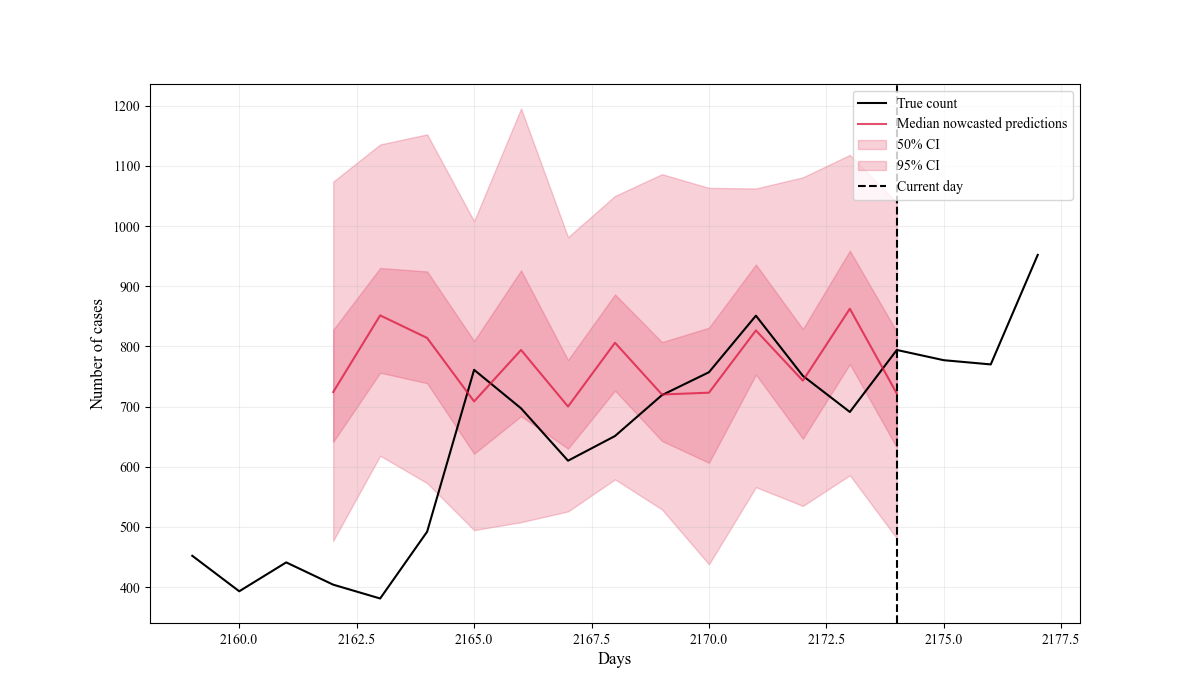 1200
1100
1000
900
800
700
600
500
400
Number of cases
True count
Median nowcasted predictions
50% CI
95% CI
Current day
2160.0 2162.5 2165.0 2167.5 2170.0 2172.5 2175.0 2177.5
Days